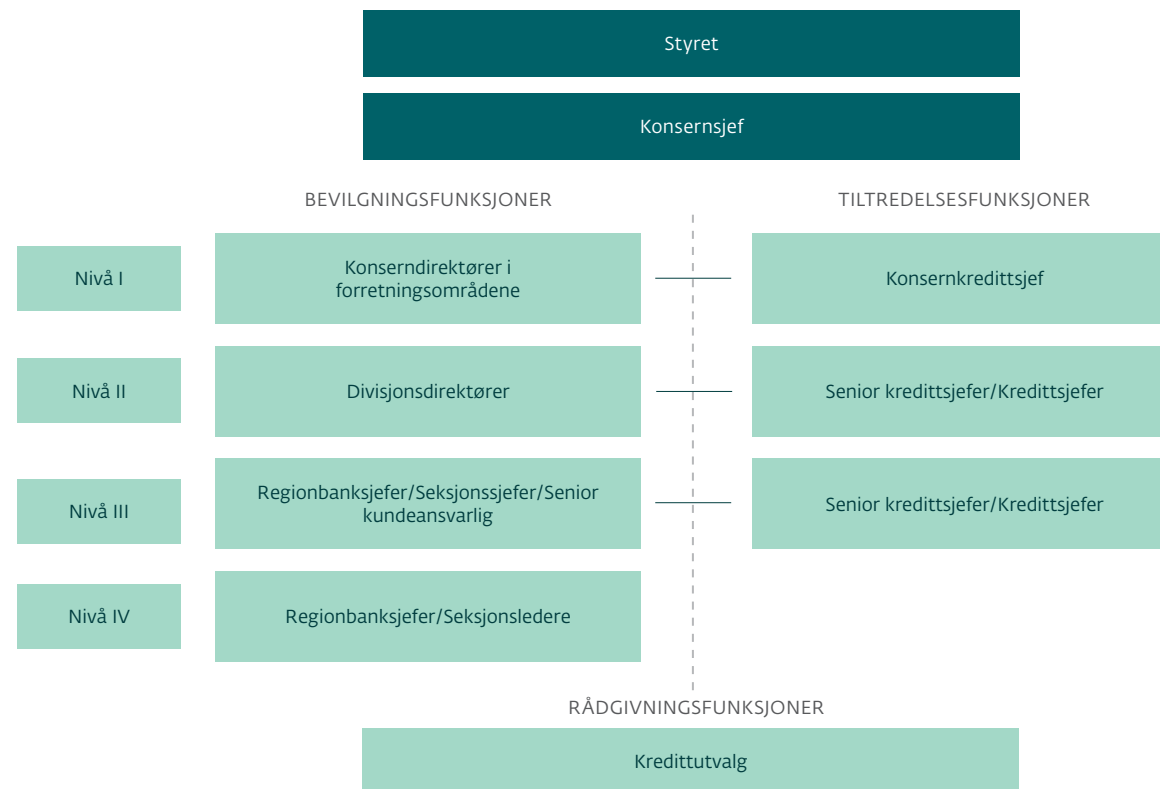 Styret
Konsernsjef
BEVILGNINGSFUNKSJONER
TILTREDELSESFUNKSJONER
Nivå I
Konserndirektører i
forretningsområdene
Konsernkredittsjef
Nivå II
Divisjonsdirektører
Senior kredittsjefer/Kredittsjefer
Nivå III
Regionbanksjefer/Seksjonssjefer/Senior
kundeansvarlig
Senior kredittsjefer/Kredittsjefer
Nivå IV
Regionbanksjefer/Seksjonsledere
RÅDGIVNINGSFUNKSJONER
Kredittutvalg